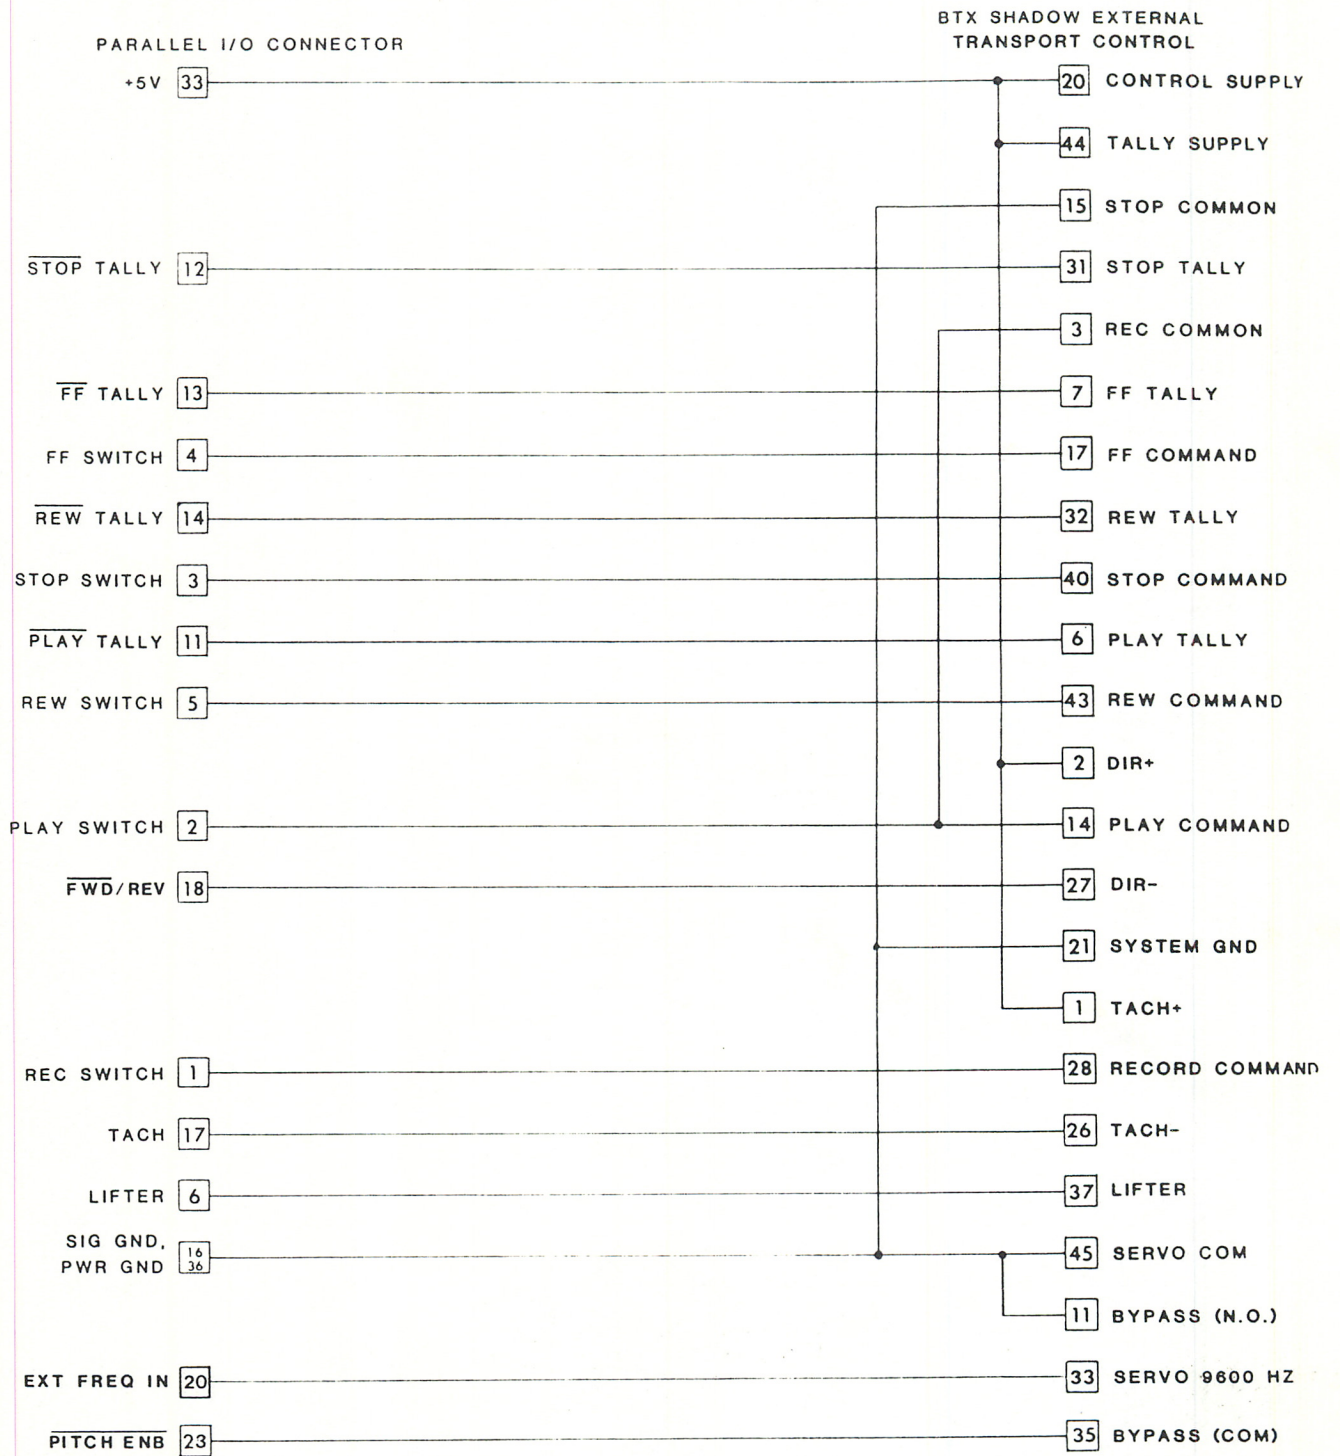 PARALLEL I/O CONNECTOR
BTX SHADOW EXTERNAL
TRANSPORT CONTROL
+5V 33 20 CONTROL SUPPLY
44 TALLY SUPPLY
15 STOP COMMON
STOP TALLY 12 31 STOP TALLY
3 REC COMMON
FF TALLY 13 7 FF TALLY
FF SWITCH 4 17 FF COMMAND
REW TALLY 14 32 REW TALLY
STOP SWITCH 3 40 STOP COMMAND
PLAY TALLY 11 6 PLAY TALLY
REW SWITCH 5 43 REW COMMAND
2 DIR+
PLAY SWITCH 2 14 PLAY COMMAND
FWD/REV 18 27 DIR-
21 SYSTEM GND
1 TACH+
REC SWITCH 1 28 RECORD COMMAND
TACH 17 26 TACH-
LIFTER 6 37 LIFTER
SIG GND, 16
PWR GND 36 45 SERVO COM
11 BYPASS (N.O.)
EXT FREQ IN 20 33 SERVO 9600 HZ
PITCH ENB 23 35 BYPASS (COM)